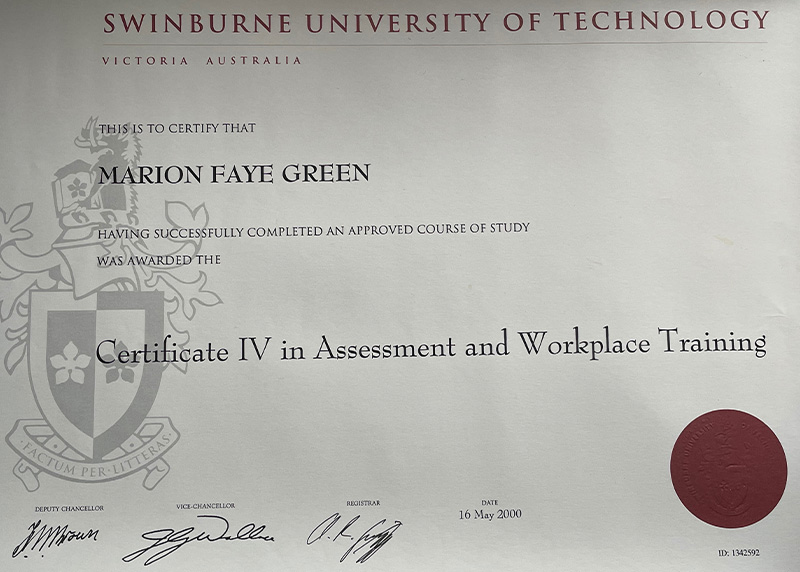 SWINBURNE UNIVERSITY OF TECHNOLOGY
VICTORIA AUSTRALIA
THIS IS TO CERTIFY THAT
MARION FAYE GREEN
HAVING SUCCESSFULLY COMPLETED AN APPROVED COURSE OF STUDY
WAS AWARDED THE
Certificate IV in Assessment and Workplace Training
·FACTUM PER·LITTERAS·
DEPUTY CHANCELLOR
VICE-CHANCELLOR
REGISTRAR
DATE
16 May 2000
ID: 1342592